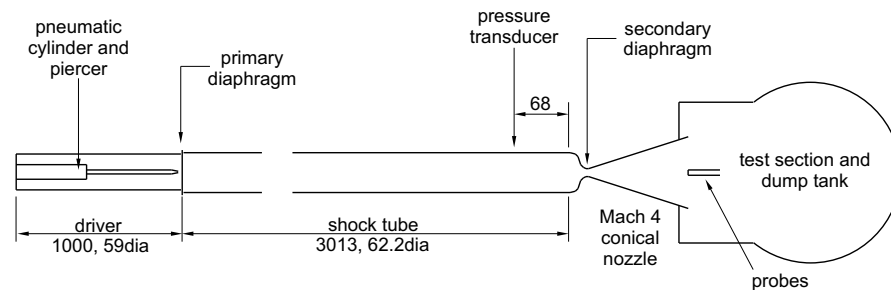 pneumatic
cylinder and
piercer
primary
diaphragm
pressure
transducer
secondary
diaphragm
68
test section and
dump tank
driver
1000, 59dia
shock tube
3013, 62.2dia
Mach 4
conical
nozzle
probes